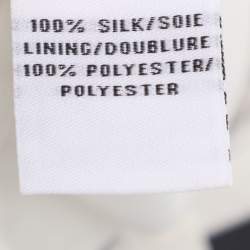 100% SILK/SOIE
LINING/DOUBLURE
100% POLYESTER/
POLYESTER